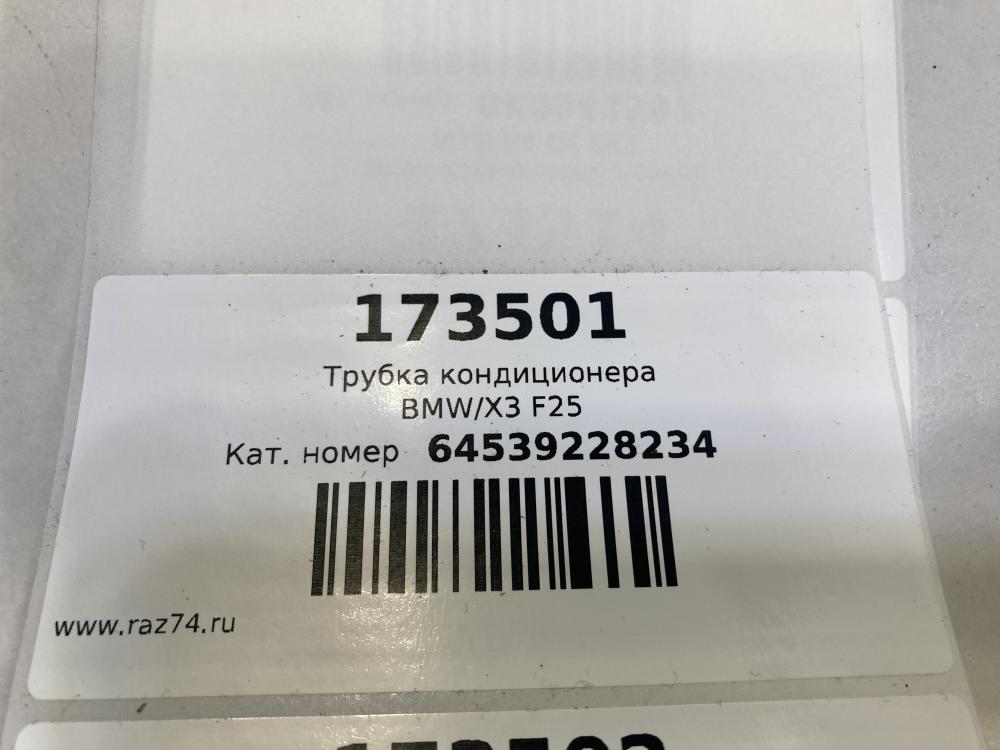 173501
Трубка кондиционера
BMW/X3 F25
Кат. номер 64539228234
www.raz74.ru